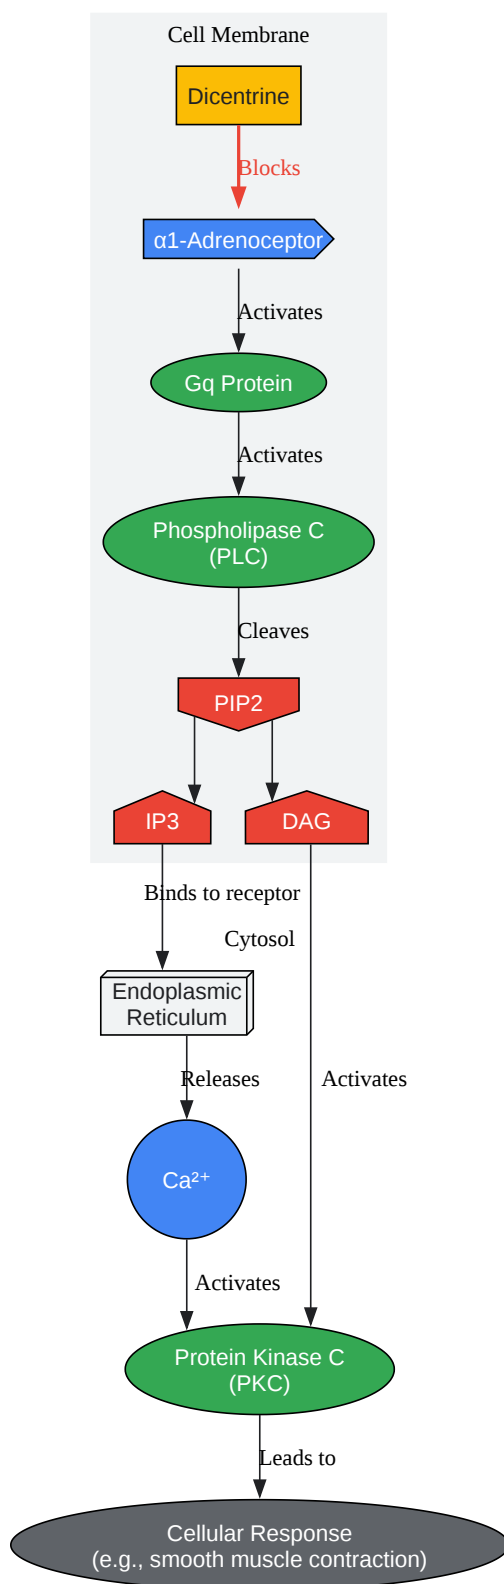 Cell Membrane
Dicentrine
Blocks
α1-Adrenoceptor
Activates
Gq Protein
Activates
Phospholipase C
(PLC)
Cleaves
PIP2
IP3
DAG
Binds to receptor
Cytosol
Endoplasmic
Reticulum
Releases
Activates
Ca²⁺
Activates
Protein Kinase C
(PKC)
Leads to
Cellular Response
(e.g., smooth muscle contraction)